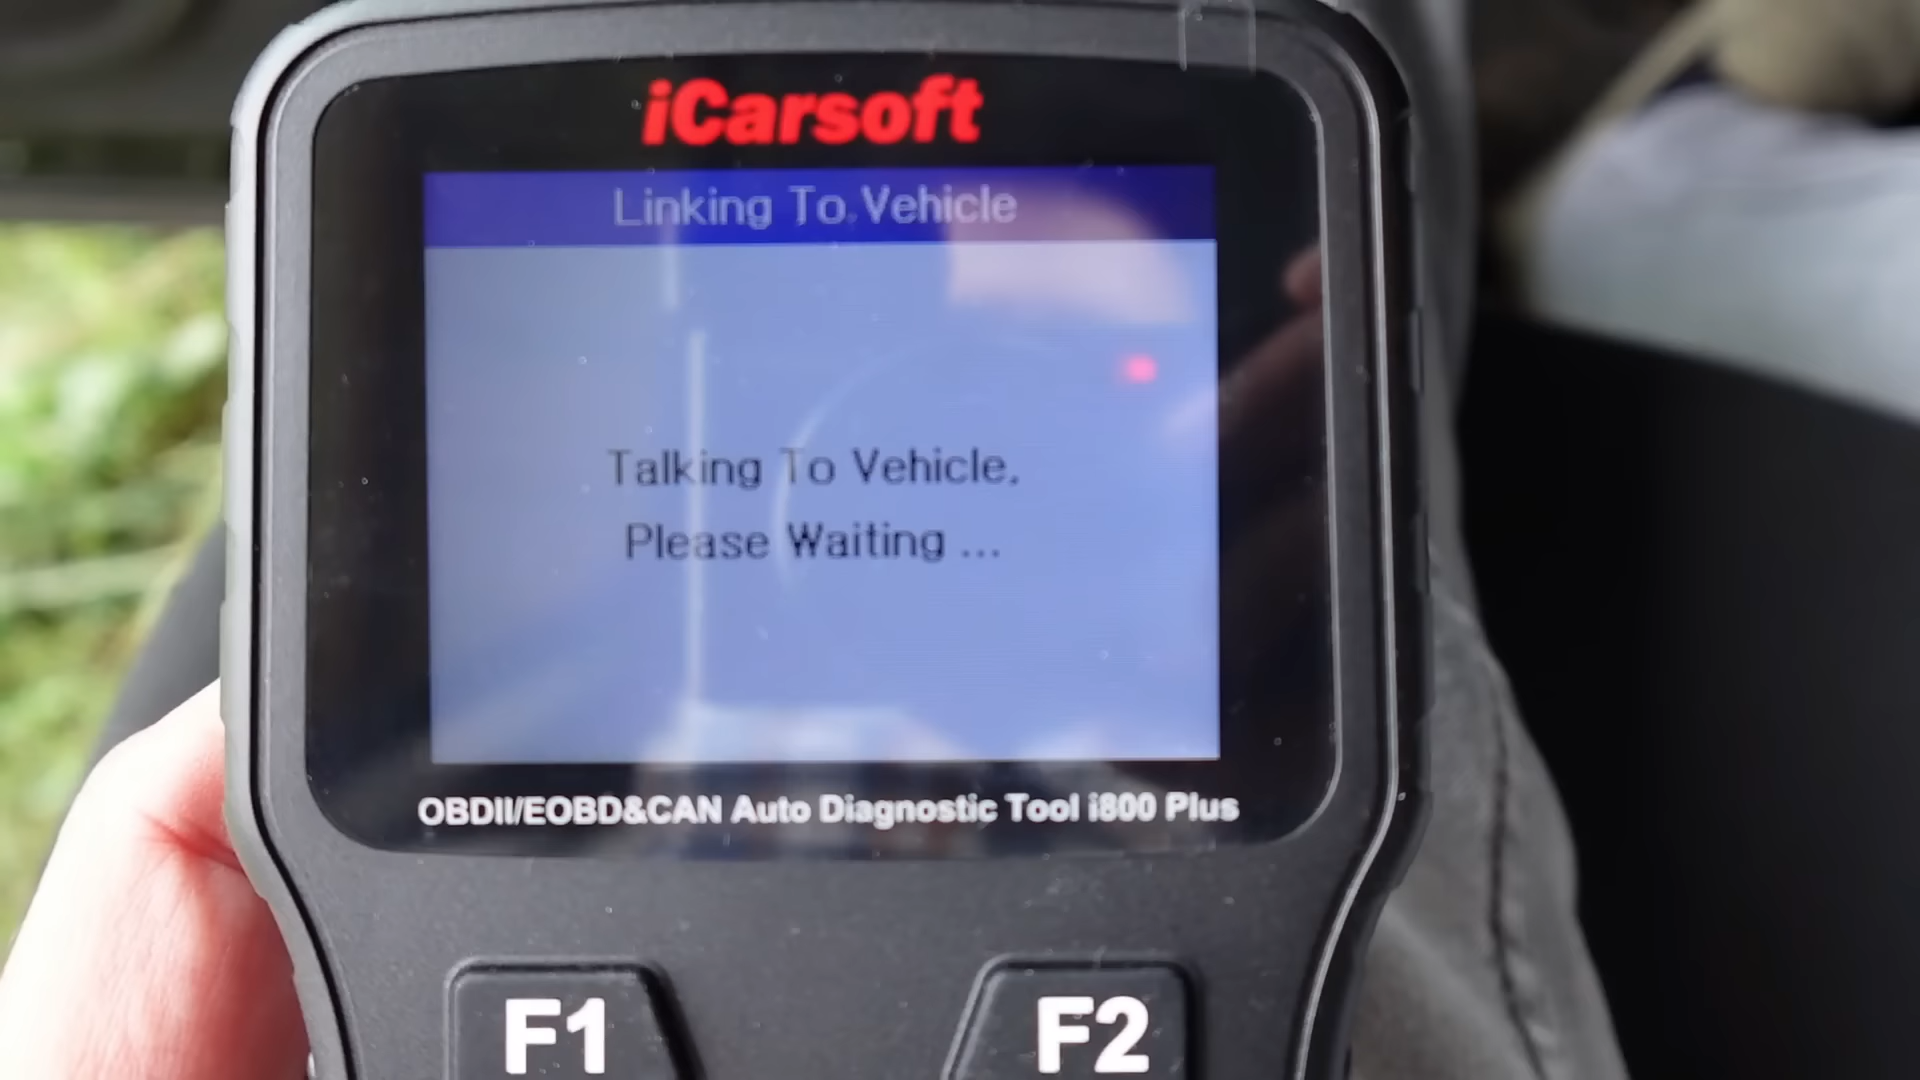 iCarsoft
Linking To Vehicle
Talking To Vehicle,
Please Waiting ...
OBDII/EOBD&CAN Auto Diagnostic Tool i800 Plus
F1 F2